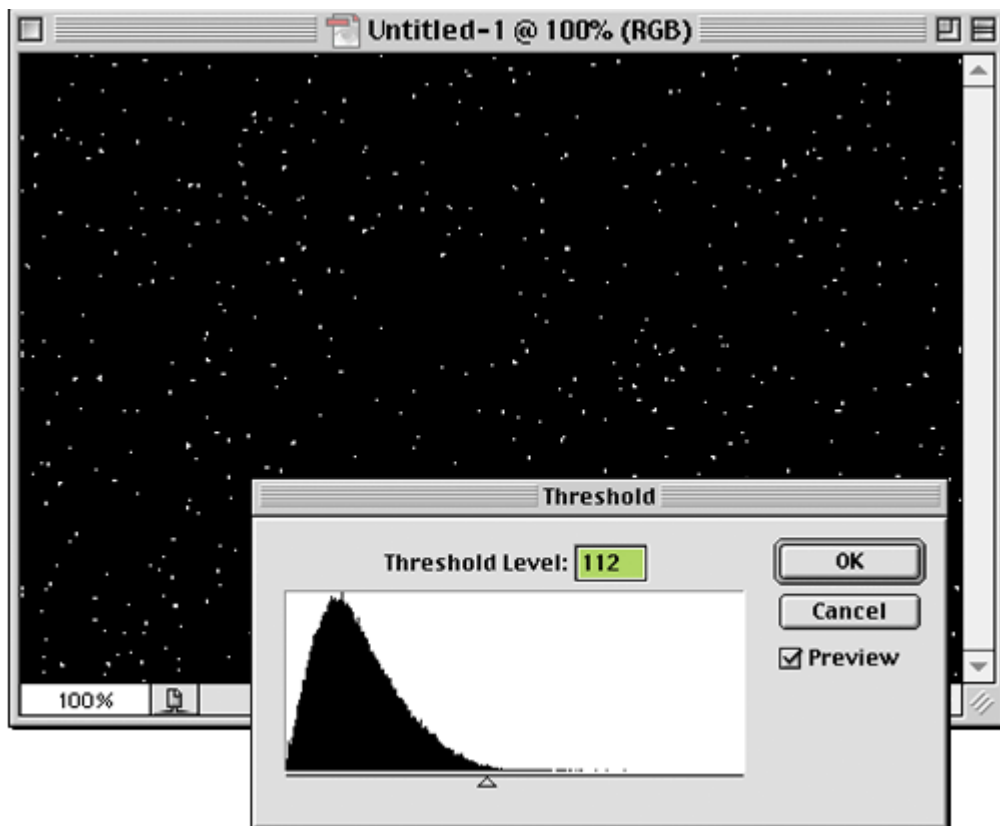 Untitled-1 @ 100% (RGB)
Threshold
Threshold Level: 112
OK
Cancel
Preview
100%